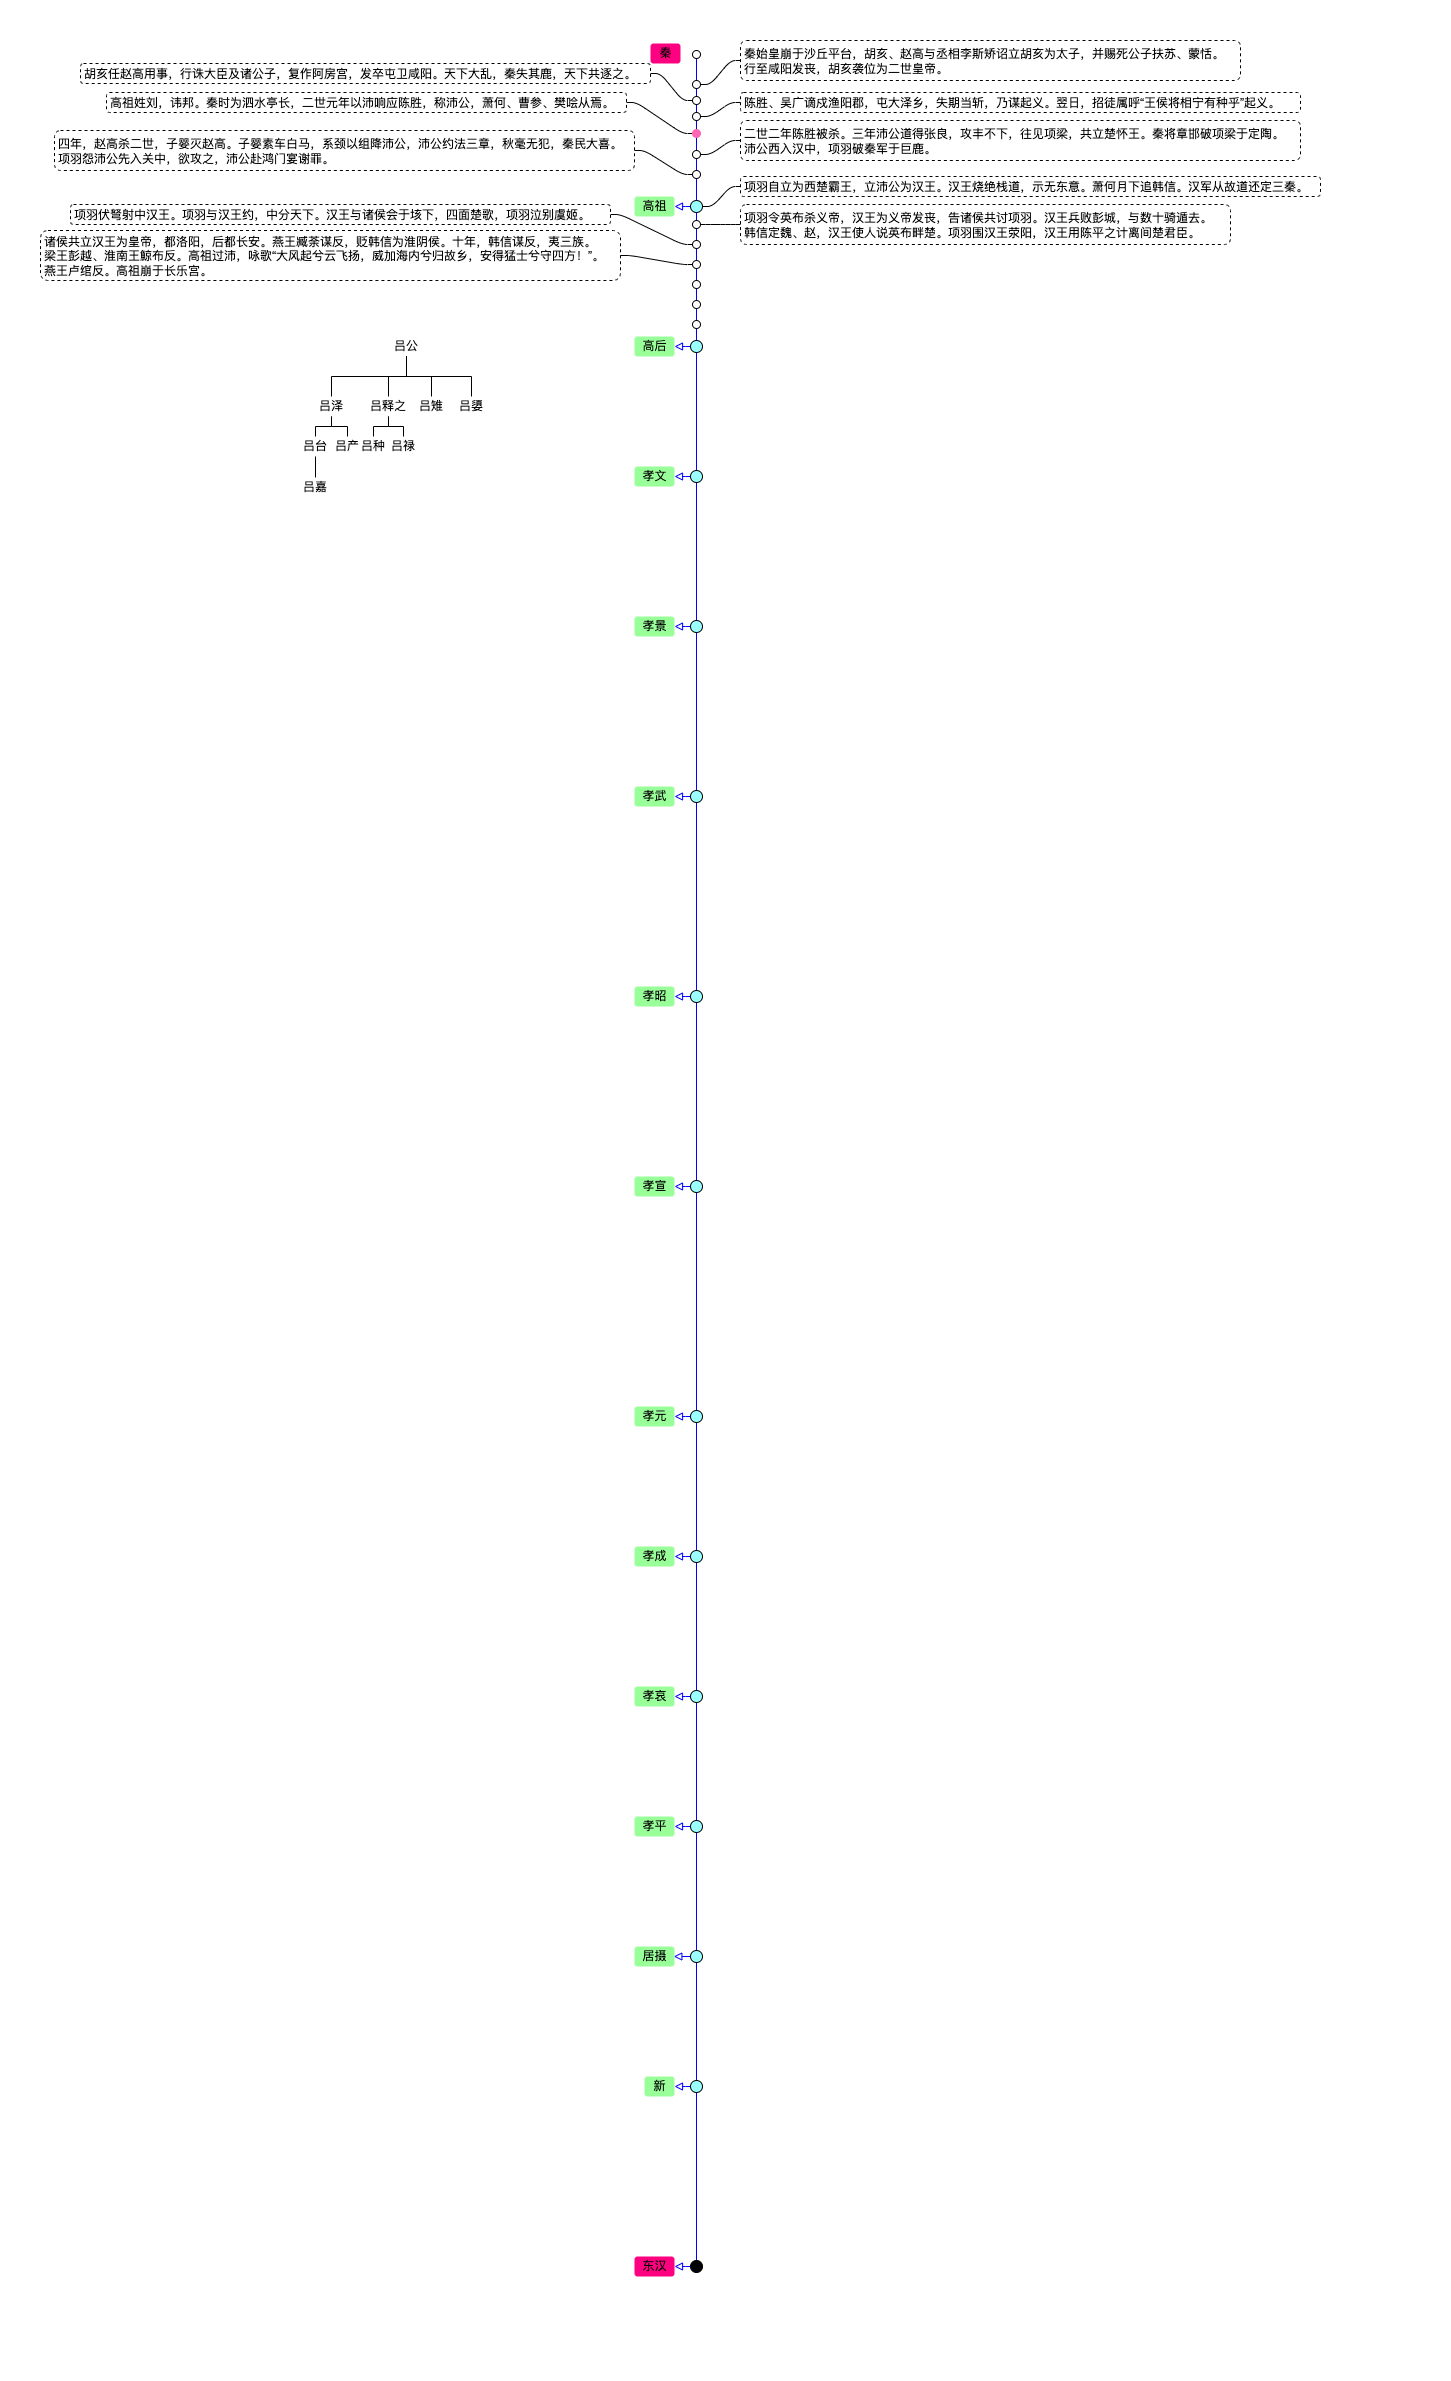 秦
秦始皇崩于沙丘平台，胡亥、赵高与丞相李斯矫诏立胡亥为太子，并赐死公子扶苏、蒙恬。
行至咸阳发丧，胡亥袭位为二世皇帝。
胡亥任赵高用事，行诛大臣及诸公子，复作阿房宫，发卒屯卫咸阳。天下大乱，秦失其鹿，天下共逐之。
陈胜、吴广谪戍渔阳郡，屯大泽乡，失期当斩，乃谋起义。翌日，招徒属呼“王侯将相宁有种乎”起义。
高祖姓刘，讳邦。秦时为泗水亭长，二世元年以沛响应陈胜，称沛公，萧何、曹参、樊哙从焉。
二世二年陈胜被杀。三年沛公道得张良，攻丰不下，往见项梁，共立楚怀王。秦将章邯破项梁于定陶。
沛公西入汉中，项羽破秦军于巨鹿。
四年，赵高杀二世，子婴灭赵高。子婴素车白马，系颈以组降沛公，沛公约法三章，秋毫无犯，秦民大喜。
项羽怨沛公先入关中，欲攻之，沛公赴鸿门宴谢罪。
项羽自立为西楚霸王，立沛公为汉王。汉王烧绝栈道，示无东意。萧何月下追韩信。汉军从故道还定三秦。
高祖
项羽令英布杀义帝，汉王为义帝发丧，告诸侯共讨项羽。汉王兵败彭城，与数十骑遁去。
韩信定魏、赵，汉王使人说英布畔楚。项羽围汉王荥阳，汉王用陈平之计离间楚君臣。
项羽伏弩射中汉王。项羽与汉王约，中分天下。汉王与诸侯会于垓下，四面楚歌，项羽泣别虞姬。
诸侯共立汉王为皇帝，都洛阳，后都长安。燕王臧荼谋反，贬韩信为淮阴侯。十年，韩信谋反，夷三族。
梁王彭越、淮南王鲸布反。高祖过沛，咏歌“大风起兮云飞扬，威加海内兮归故乡，安得猛士兮守四方！”。
燕王卢绾反。高祖崩于长乐宫。
高后
吕公
吕泽 吕释之 吕雉 吕嬃
吕台 吕产 吕种 吕禄
吕嘉
孝文
孝景
孝武
孝昭
孝宣
孝元
孝成
孝哀
孝平
居摄
新
东汉